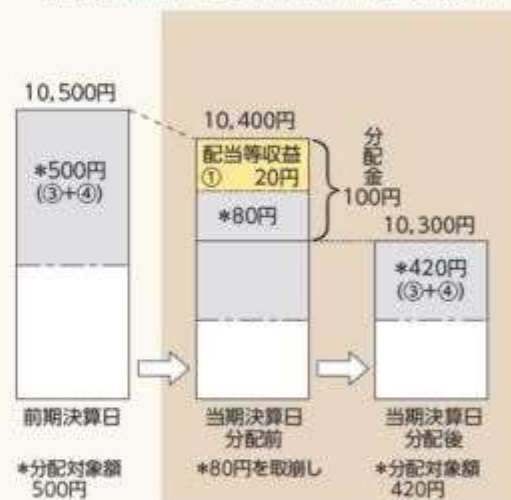 10,500円
*500円
(③+④)
前期決算日
*分配対象額
500円
10,400円
配当等収益
① 20円
*80円
分配金
100円
当期決算日
分配前
*80円を取崩し
10,300円
*420円
(③+④)
当期決算日
分配後
*分配対象額
420円